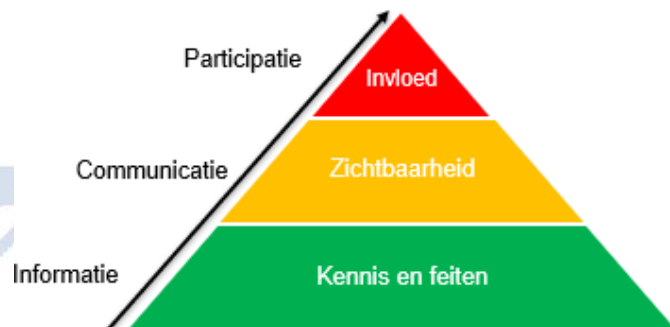 Participatie
Invloed
Communicatie
Zichtbaarheid
Informatie
Kennis en feiten